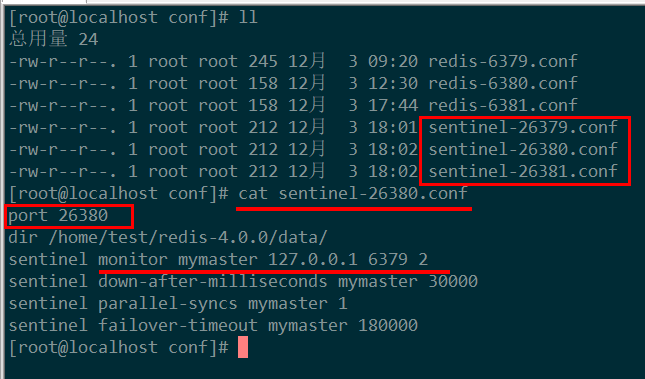 [root@localhost conf]# ll
总用量 24
-rw-r--r--. 1 root root 245 12月  3 09:20 redis-6379.conf
-rw-r--r--. 1 root root 158 12月  3 12:30 redis-6380.conf
-rw-r--r--. 1 root root 158 12月  3 17:44 redis-6381.conf
-rw-r--r--. 1 root root 212 12月  3 18:01 sentinel-26379.conf
-rw-r--r--. 1 root root 212 12月  3 18:02 sentinel-26380.conf
-rw-r--r--. 1 root root 212 12月  3 18:02 sentinel-26381.conf
[root@localhost conf]# cat sentinel-26380.conf
port 26380
dir /home/test/redis-4.0.0/data/
sentinel monitor mymaster 127.0.0.1 6379 2
sentinel down-after-milliseconds mymaster 30000
sentinel parallel-syncs mymaster 1
sentinel failover-timeout mymaster 180000
[root@localhost conf]#